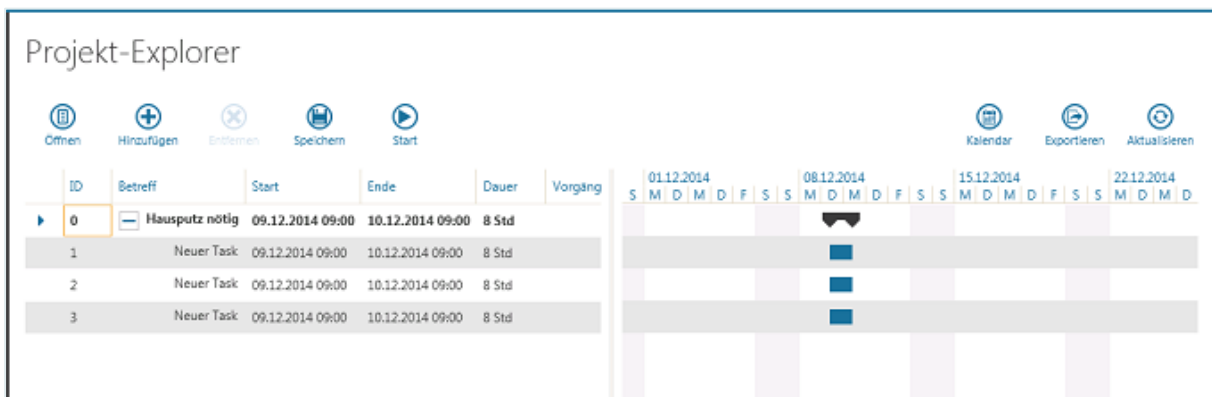 Projekt-Explorer
Öffnen Hinzufügen Entfernen Speichern Start Kalendar Exportieren Aktualisieren
01.12.2014 08.12.2014 15.12.2014 22.12.2014
ID Betreff Start Ende Dauer Vorgäng S M D M D F S S M D M D F S S M D M D F S S M D M D
0 Hausputz nötig 09.12.2014 09:00 10.12.2014 09:00 8 Std
1 Neuer Task 09.12.2014 09:00 10.12.2014 09:00 8 Std
2 Neuer Task 09.12.2014 09:00 10.12.2014 09:00 8 Std
3 Neuer Task 09.12.2014 09:00 10.12.2014 09:00 8 Std